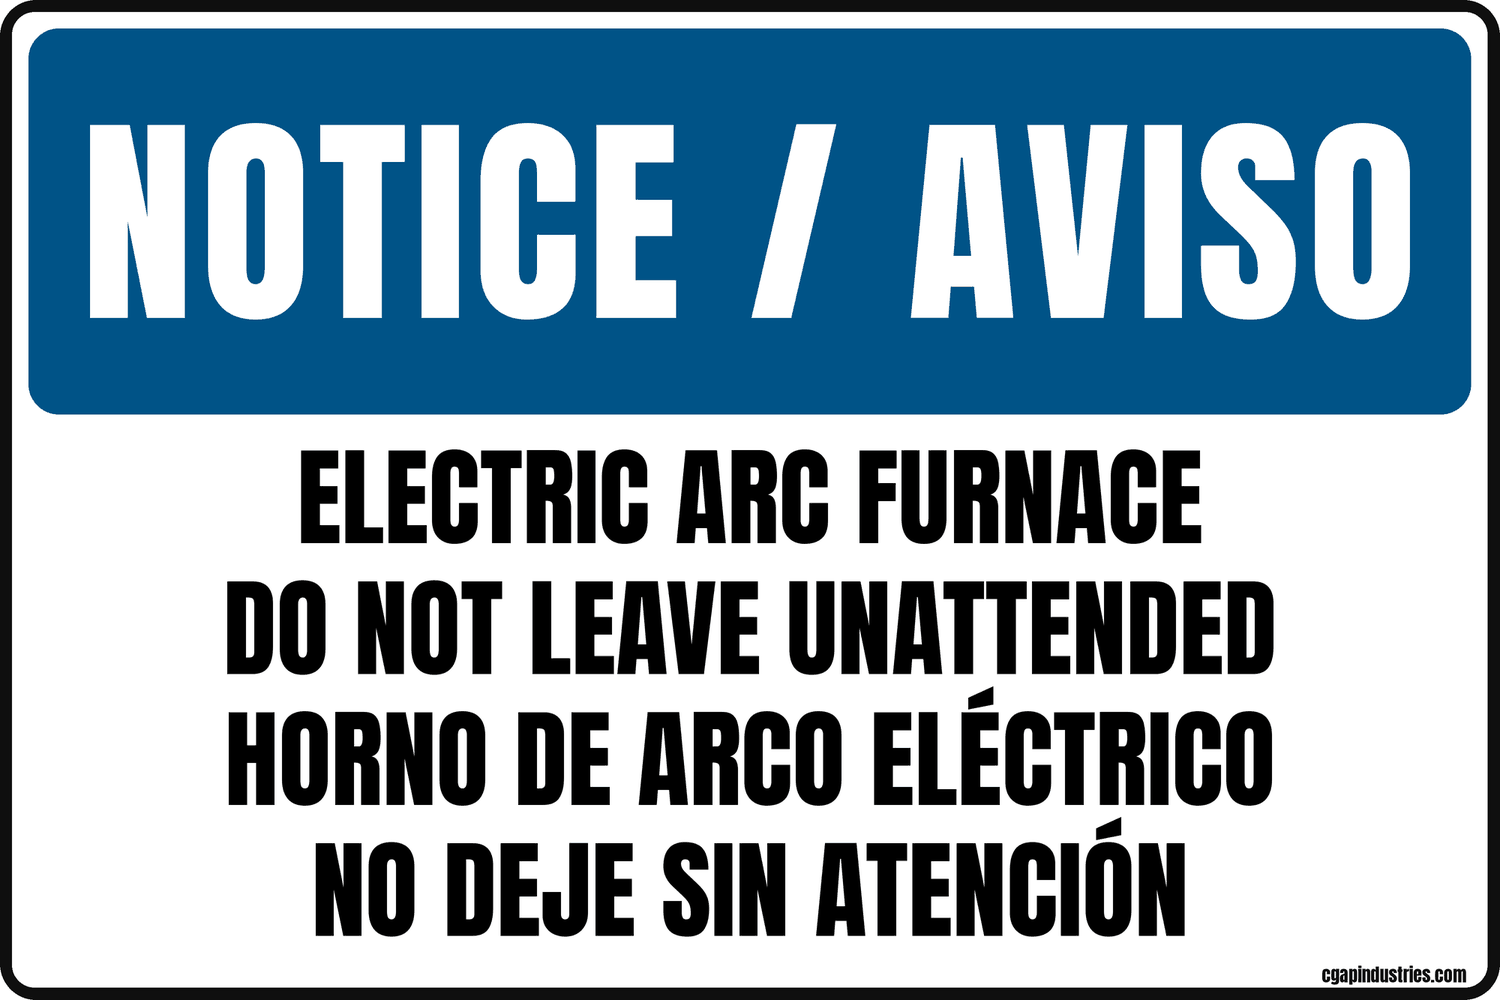 NOTICE / AVISO
ELECTRIC ARC FURNACE
DO NOT LEAVE UNATTENDED
HORNO DE ARCO ELÉCTRICO
NO DEJE SIN ATENCIÓN
cgapindustries.com